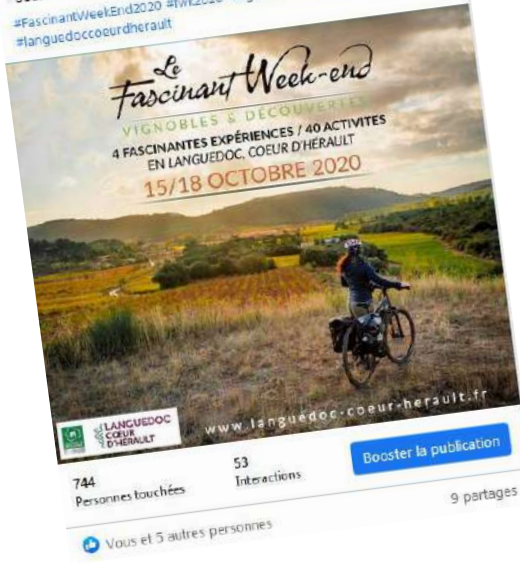 #FascinantWeekEnd2020
#languedoccoeurdherault
Le
Fascinant Week-end
VIGNOBLES & DÉCOUVERTES
4 FASCINANTES EXPÉRIENCES / 40 ACTIVITES
EN LANGUEDOC, COEUR D'HÉRAULT
15/18 OCTOBRE 2020
LANGUEDOC
CŒUR
D'HÉRAULT
www.languedoc-coeur-herault.fr
744
Personnes touchées
53
Interactions
Booster la publication
9 partages
Vous et 5 autres personnes